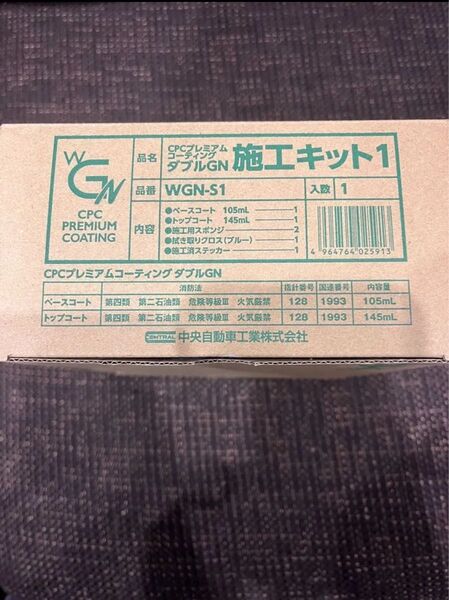 WGN
CPC
PREMIUM
COATING
品名 CPCプレミアムコーティング ダブルGN 施工キット1
品番 WGN-S1 入数 1
内容
●ベースコート 105mL 1
●トップコート 145mL 1
●施工用スポンジ 2
●拭き取りクロス(ブルー) 1
●施工済ステッカー 1
4 964764 025913
CPCプレミアムコーティング ダブルGN
消防法 指針番号 国連番号 内容量
ベースコート 第四類 第二石油類 危険等級Ⅲ 火気厳禁 128 1993 105mL
トップコート 第四類 第二石油類 危険等級Ⅲ 火気厳禁 128 1993 145mL
CENTRAL 中央自動車工業株式会社